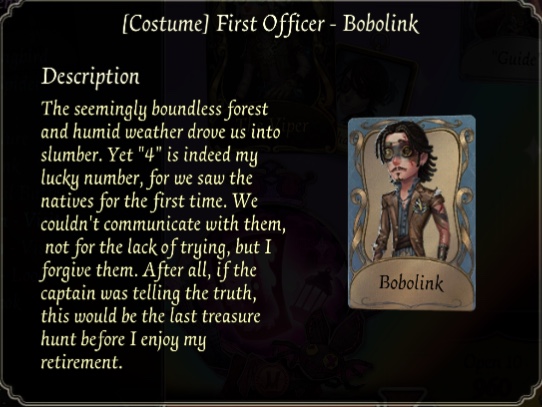 [Costume] First Officer - Bobolink
Description
The seemingly boundless forest
and humid weather drove us into
slumber. Yet "4" is indeed my
lucky number, for we saw the
natives for the first time. We
couldn't communicate with them,
not for the lack of trying, but I
forgive them. After all, if the
captain was telling the truth,
this would be the last treasure
hunt before I enjoy my
retirement.
Bobolink
"Guide